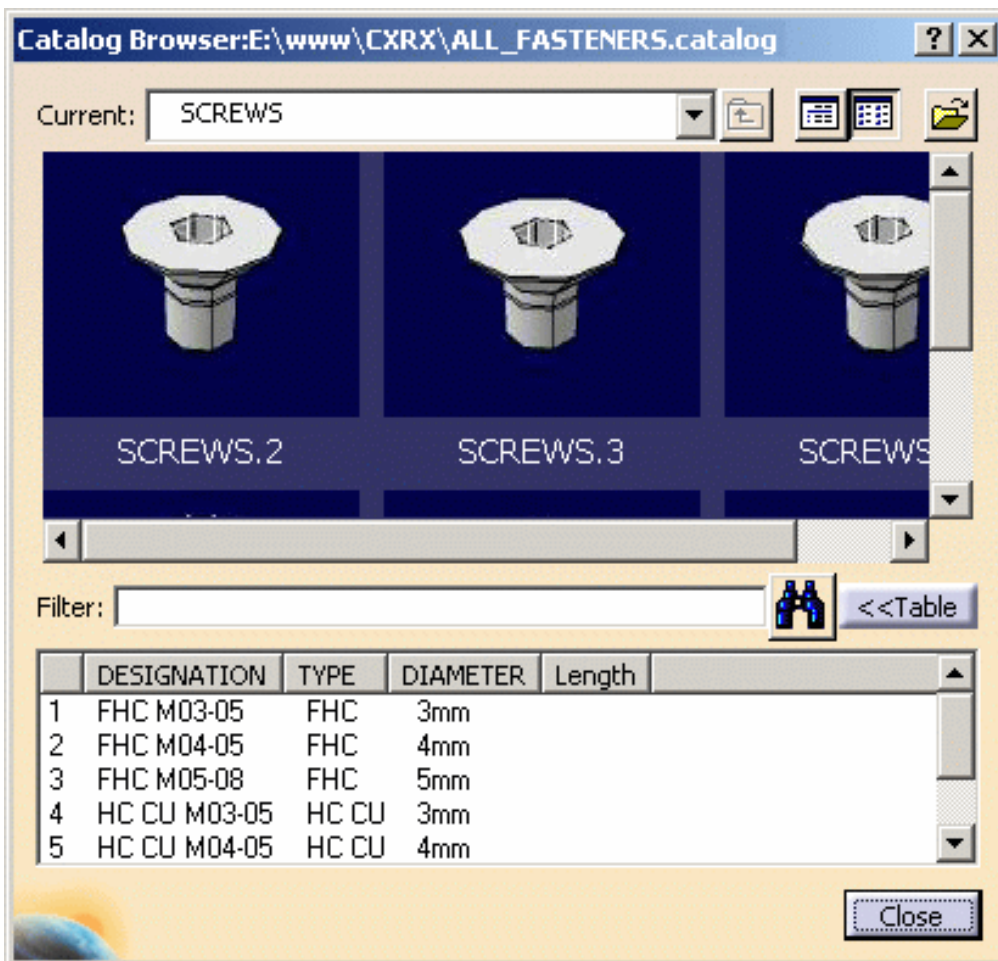 Catalog Browser:E:\www\CXRX\ALL_FASTENERS.catalog
Current: SCREWS
SCREWS.2 SCREWS.3 SCREWS
Filter: <<Table
DESIGNATION TYPE DIAMETER Length
1 FHC M03-05 FHC 3mm
2 FHC M04-05 FHC 4mm
3 FHC M05-08 FHC 5mm
4 HC CU M03-05 HC CU 3mm
5 HC CU M04-05 HC CU 4mm
Close